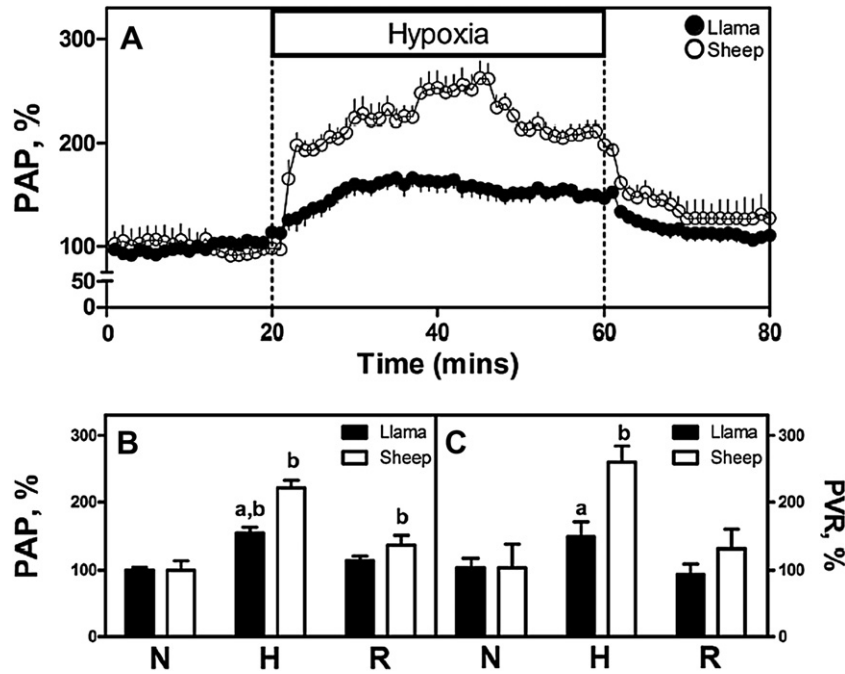 A
Hypoxia
Llama
Sheep
PAP, %
300
200
100
50
0
0 20 40 60 80
Time (mins)
B
Llama
Sheep
PAP, %
300
200
100
0
a,b
b
b
N H R
C
Llama
Sheep
PVR, %
300
200
100
0
a
b
N H R